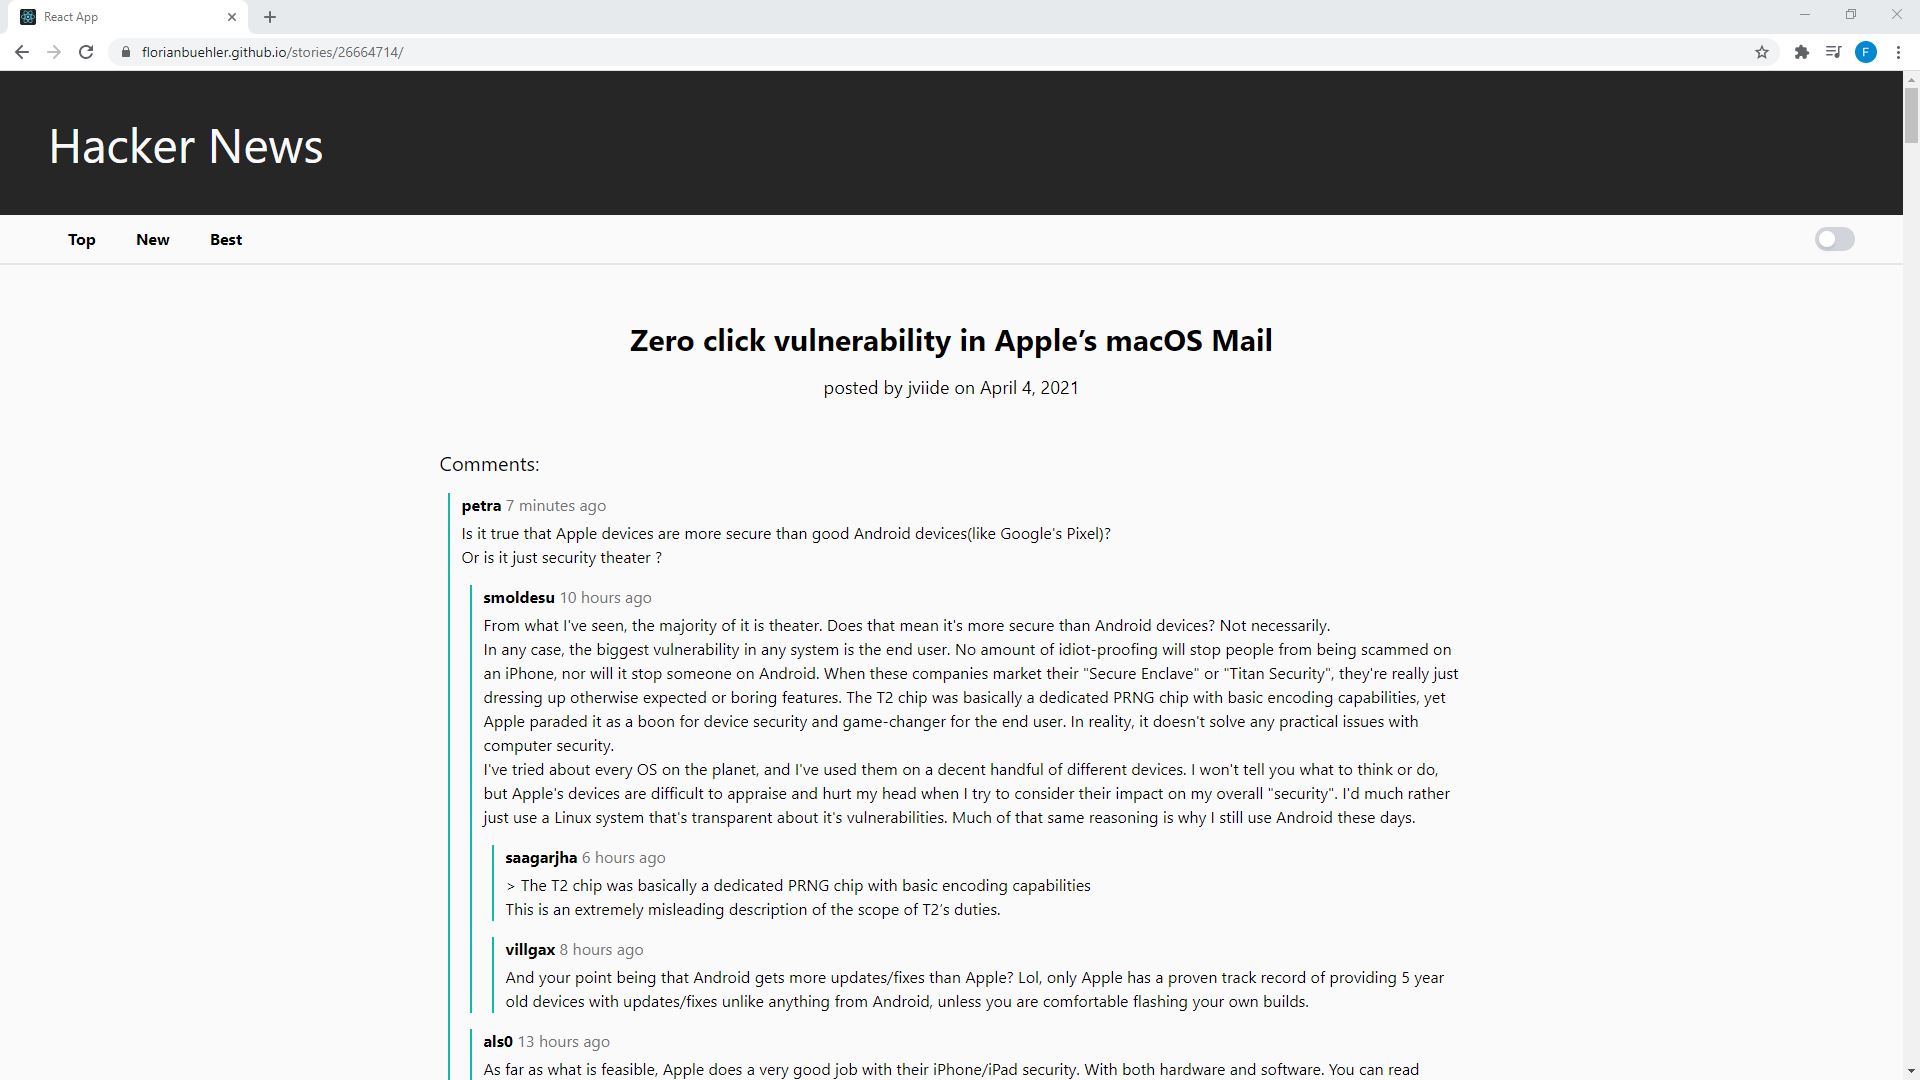 React App
florianbuehler.github.io/stories/26664714/
F
Hacker News
Top New Best
Zero click vulnerability in Apple’s macOS Mail
posted by jviide on April 4, 2021
Comments:
petra 7 minutes ago
Is it true that Apple devices are more secure than good Android devices(like Google's Pixel)?
Or is it just security theater ?
smoldesu 10 hours ago
From what I've seen, the majority of it is theater. Does that mean it's more secure than Android devices? Not necessarily.
In any case, the biggest vulnerability in any system is the end user. No amount of idiot-proofing will stop people from being scammed on
an iPhone, nor will it stop someone on Android. When these companies market their "Secure Enclave" or "Titan Security", they're really just
dressing up otherwise expected or boring features. The T2 chip was basically a dedicated PRNG chip with basic encoding capabilities, yet
Apple paraded it as a boon for device security and game-changer for the end user. In reality, it doesn't solve any practical issues with
computer security.
I've tried about every OS on the planet, and I've used them on a decent handful of different devices. I won't tell you what to think or do,
but Apple's devices are difficult to appraise and hurt my head when I try to consider their impact on my overall "security". I'd much rather
just use a Linux system that's transparent about it's vulnerabilities. Much of that same reasoning is why I still use Android these days.
saagarjha 6 hours ago
> The T2 chip was basically a dedicated PRNG chip with basic encoding capabilities
This is an extremely misleading description of the scope of T2’s duties.
villgax 8 hours ago
And your point being that Android gets more updates/fixes than Apple? Lol, only Apple has a proven track record of providing 5 year
old devices with updates/fixes unlike anything from Android, unless you are comfortable flashing your own builds.
als0 13 hours ago
As far as what is feasible, Apple does a very good job with their iPhone/iPad security. With both hardware and software. You can read